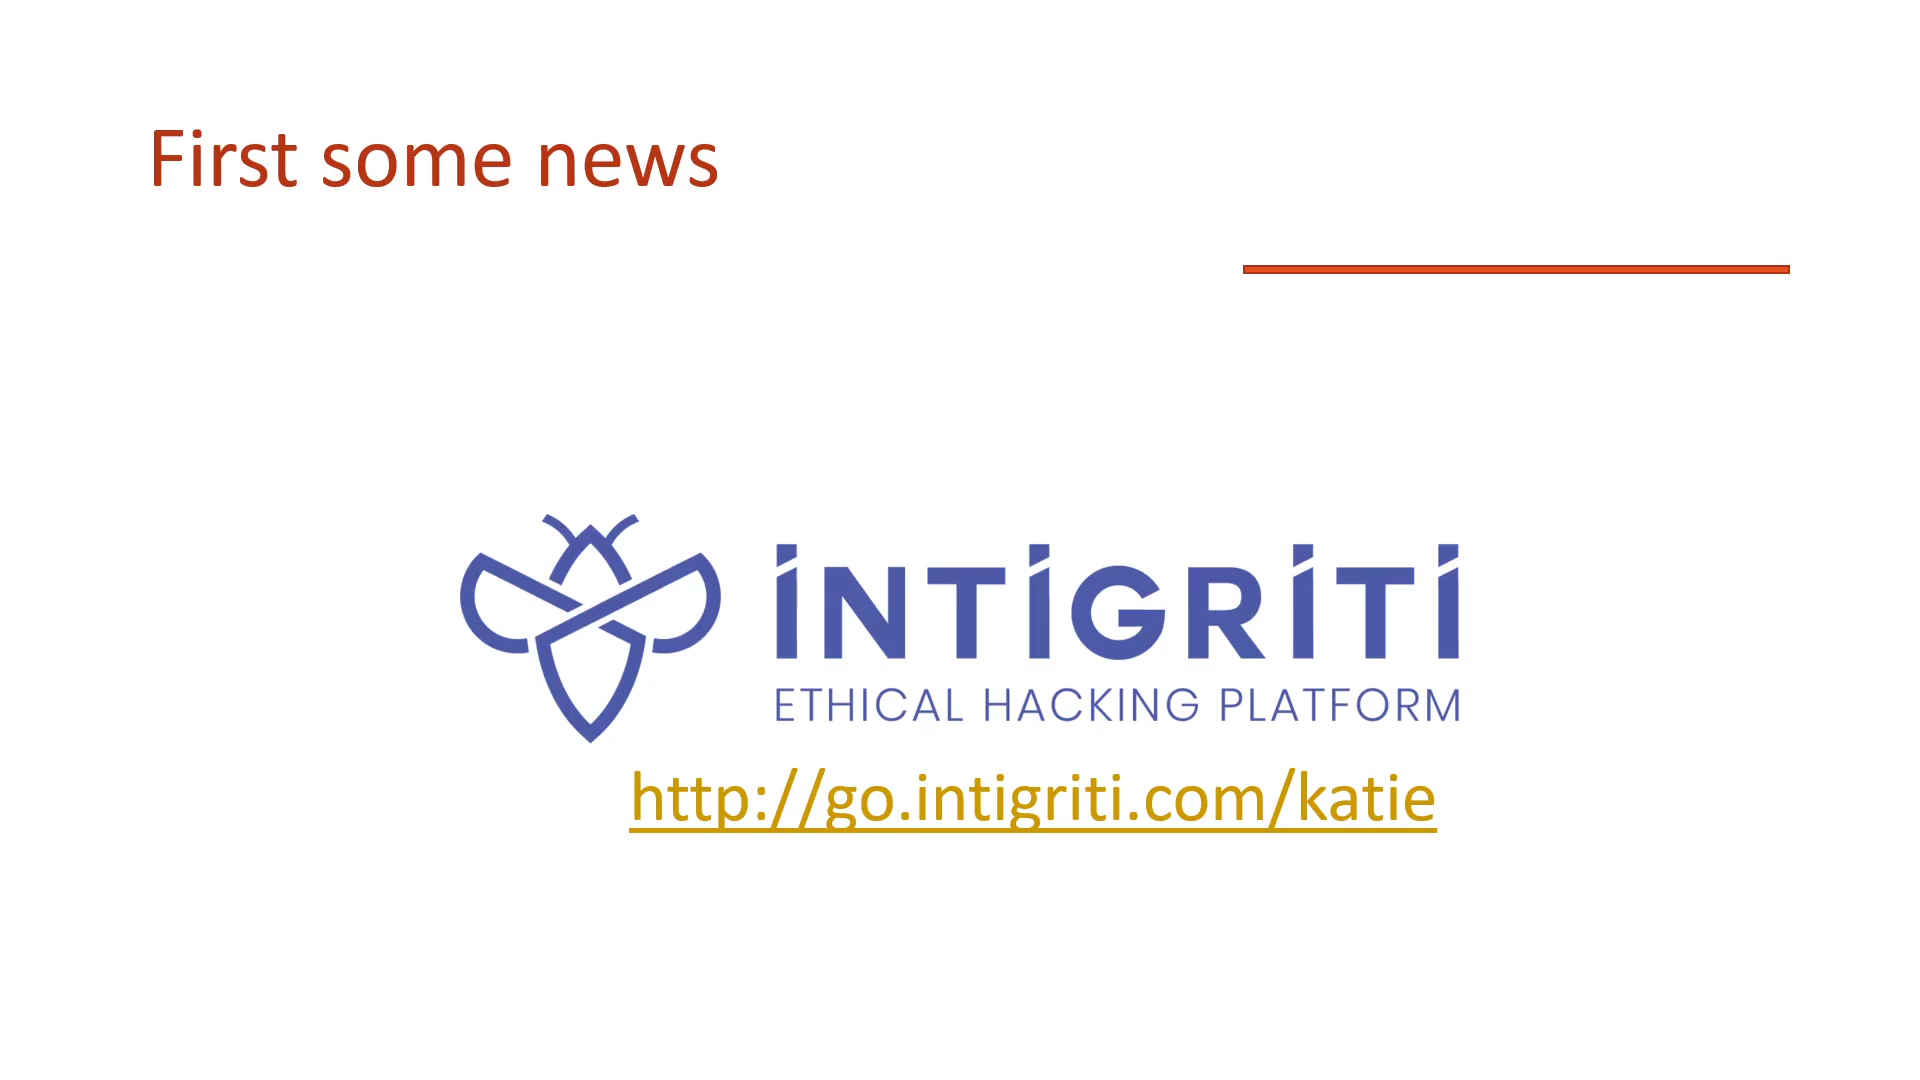 First some news
INTIGRITI
ETHICAL HACKING PLATFORM
http://go.intigriti.com/katie